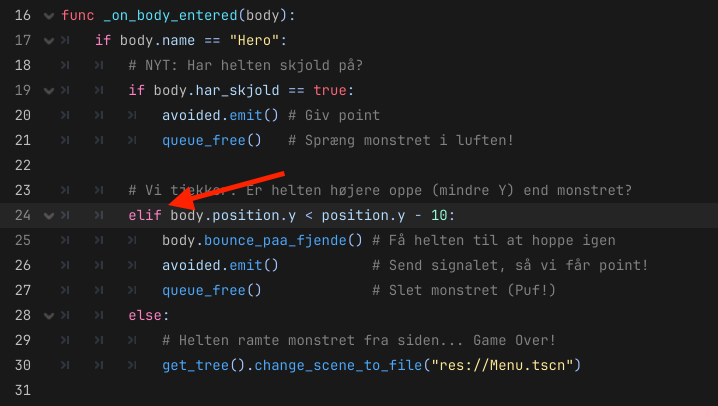 16 func _on_body_entered(body):
17 if body.name == "Hero":
18 # NYT: Har helten skjold på?
19 if body.har_skjold == true:
20 avoided.emit() # Giv point
21 queue_free() # Spræng monstret i luften!
22
23 # Vi tjekker: Er helten højere oppe (mindre Y) end monstret?
24 elif body.position.y < position.y - 10:
25 body.bounce_paa_fjende() # Få helten til at hoppe igen
26 avoided.emit() # Send signalet, så vi får point!
27 queue_free() # Slet monstret (Puf!)
28 else:
29 # Helten ramte monstret fra siden... Game Over!
30 get_tree().change_scene_to_file("res://Menu.tscn")
31